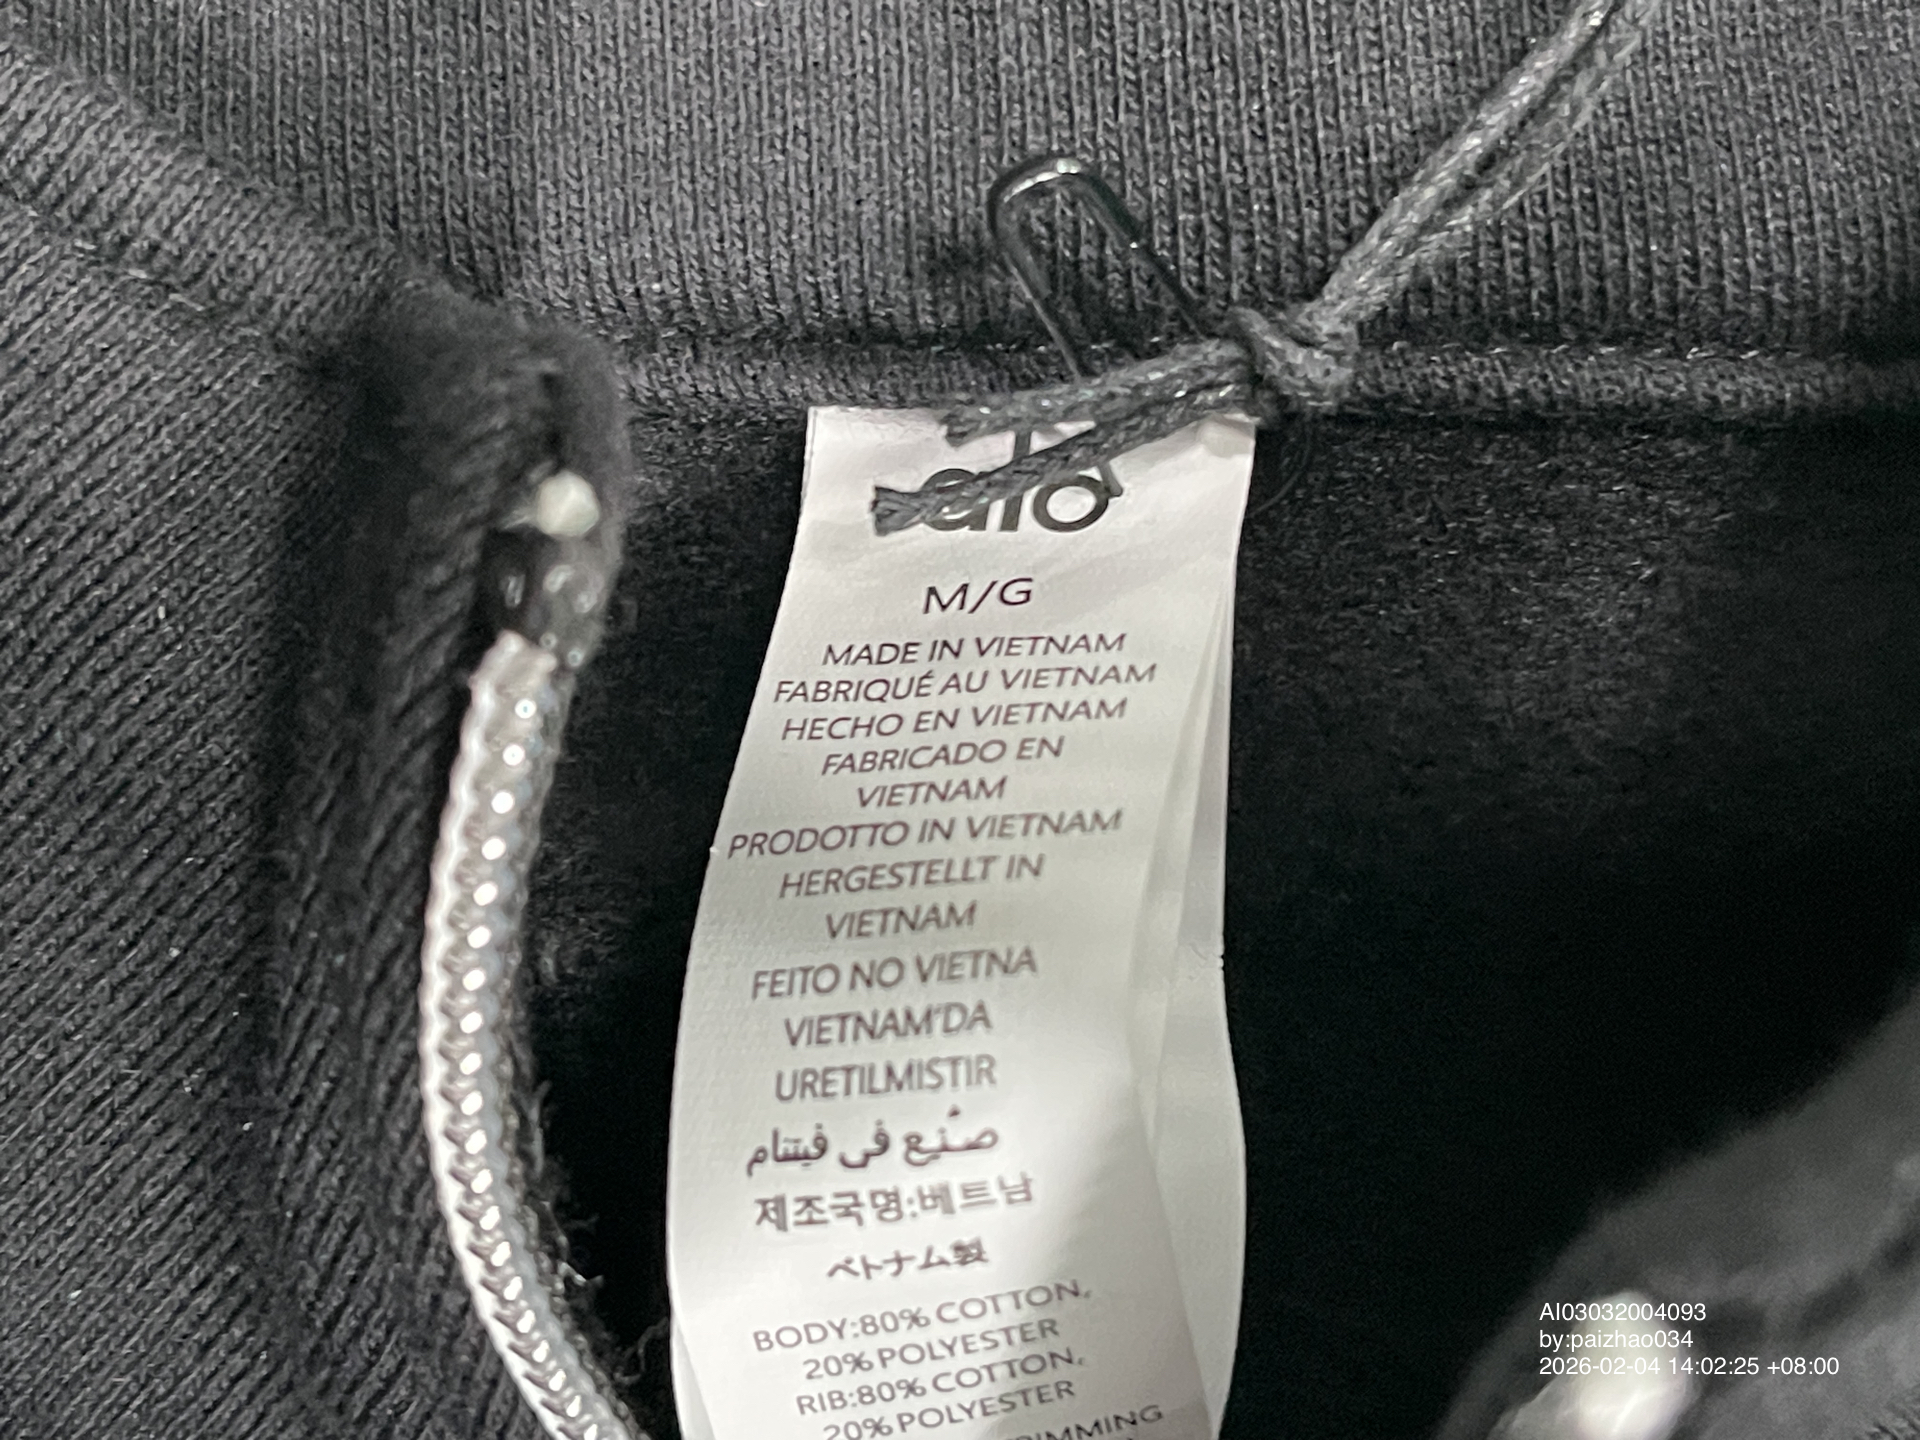 alo
M/G
MADE IN VIETNAM
FABRIQUÉ AU VIETNAM
HECHO EN VIETNAM
FABRICADO EN
VIETNAM
PRODOTTO IN VIETNAM
HERGESTELLT IN
VIETNAM
FEITO NO VIETNA
VIETNAM'DA
URETILMISTIR
صُنِع في فيتنام
제조국명:베트남
ベトナム製
BODY:80% COTTON,
20% POLYESTER
RIB:80% COTTON,
20% POLYESTER
AI03032004093
by:paizhao034
2026-02-04 14:02:25 +08:00